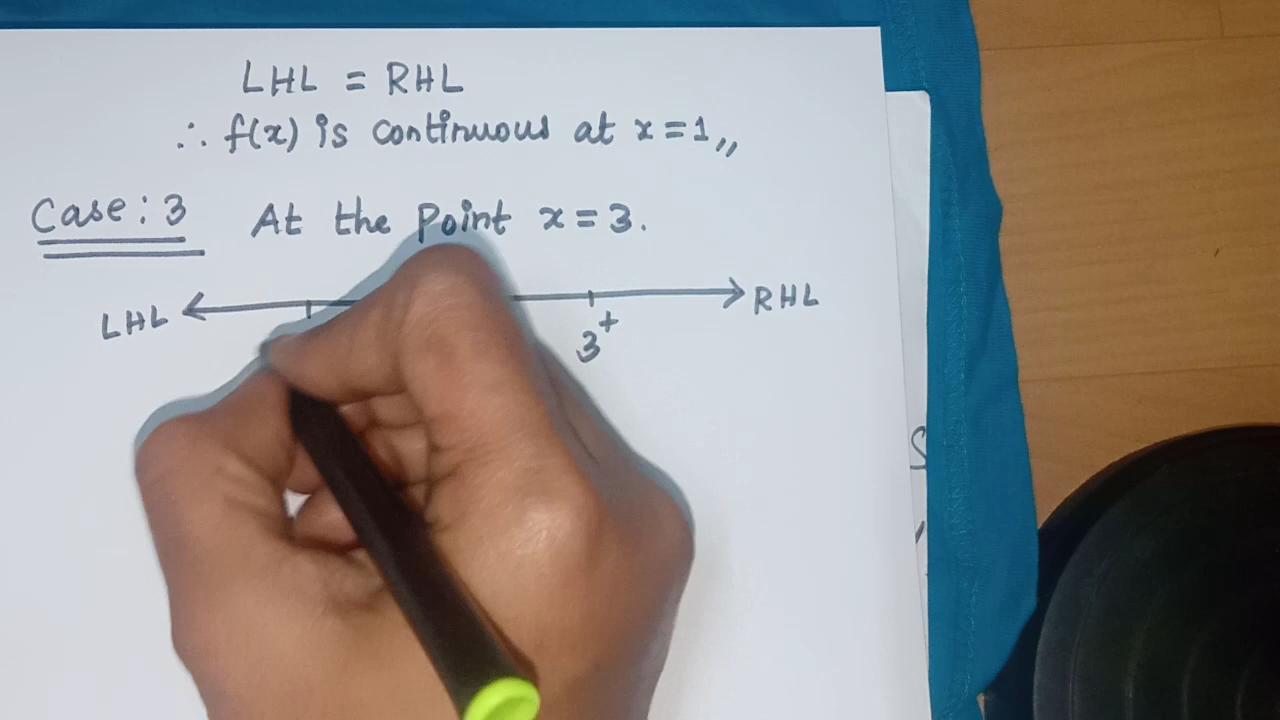 LHL = RHL
∴ f(x) is continuous at x=1,,
Case: 3 At the Point x=3.
LHL RHL
3⁺
S